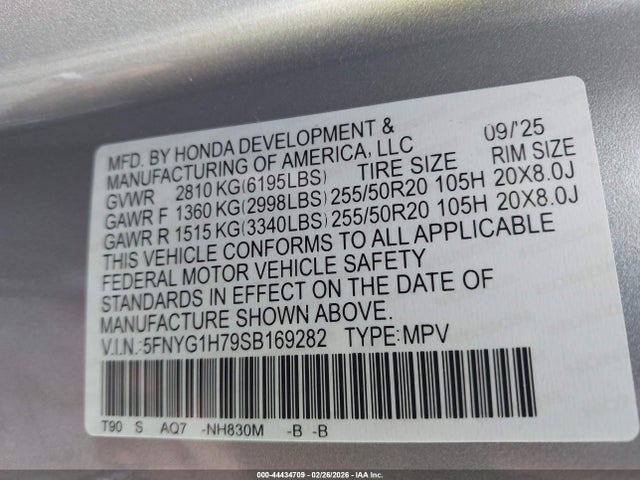 MFD. BY HONDA DEVELOPMENT & 09/'25
MANUFACTURING OF AMERICA, LLC
GVWR 2810 KG(6195LBS) TIRE SIZE RIM SIZE
GAWR F 1360 KG(2998LBS) 255/50R20 105H 20X8.0J
GAWR R 1515 KG(3340LBS) 255/50R20 105H 20X8.0J
THIS VEHICLE CONFORMS TO ALL APPLICABLE
FEDERAL MOTOR VEHICLE SAFETY
STANDARDS IN EFFECT ON THE DATE OF
MANUFACTURE SHOWN ABOVE.
V.I.N.:5FNYG1H79SB169282 TYPE:MPV
T90 S AQ7 -NH830M -B -B
000-44434709 - 02/26/2026 - IAA Inc.